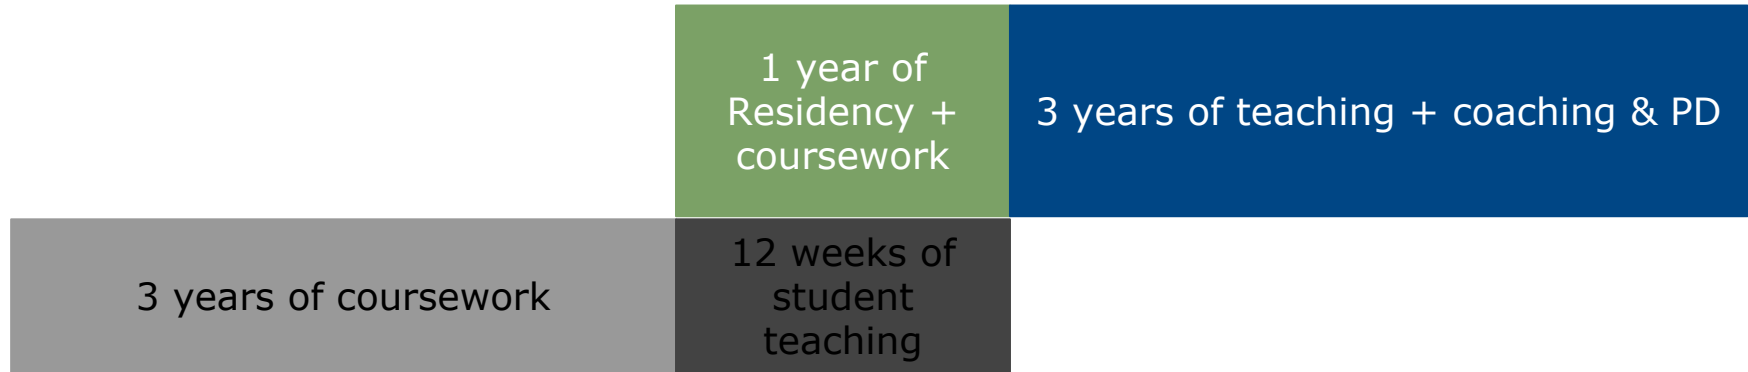 1 year of
Residency +
coursework
3 years of teaching + coaching & PD
3 years of coursework
12 weeks of
student
teaching